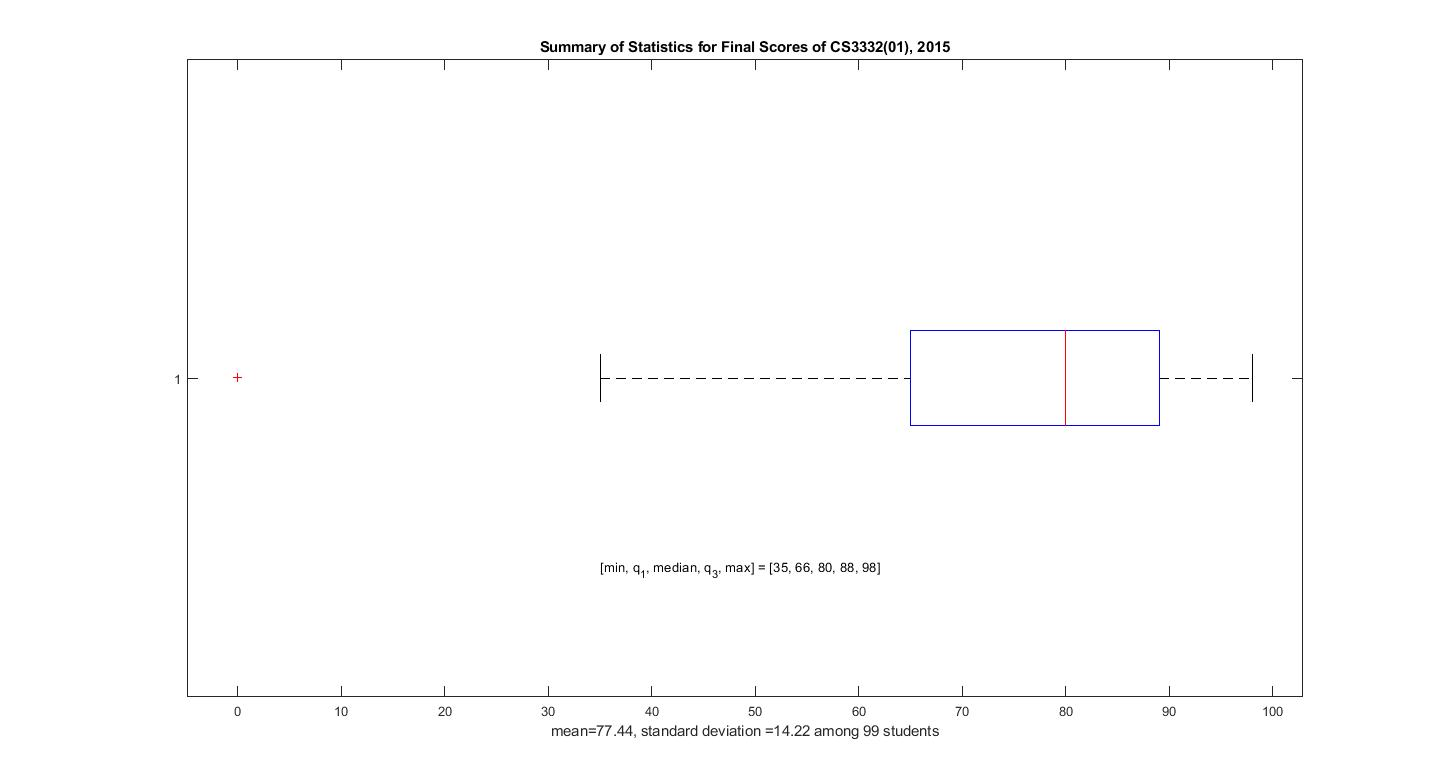 Summary of Statistics for Final Scores of CS3332(01), 2015
1
[min, q1, median, q3, max] = [35, 66, 80, 88, 98]
0 10 20 30 40 50 60 70 80 90 100
mean=77.44, standard deviation =14.22 among 99 students